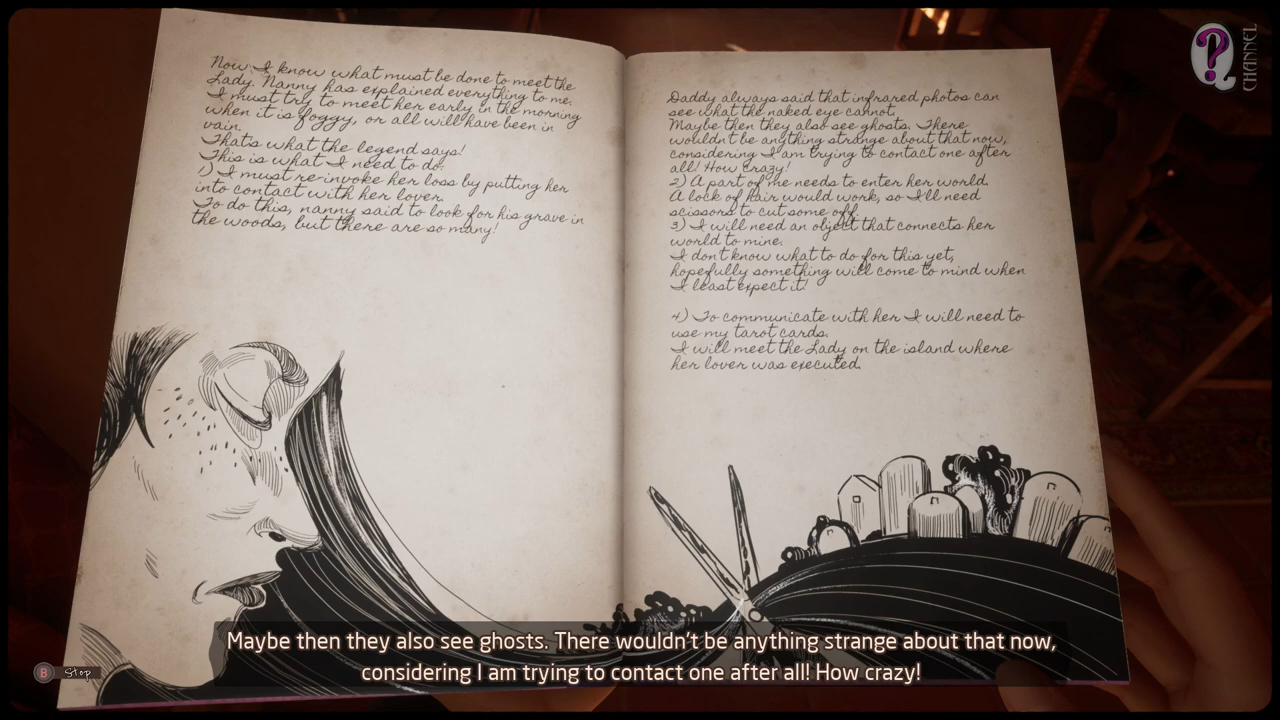 Now I know what must be done to meet the
Lady. Nanny has explained everything to me.
I must try to meet her early in the morning
when it is foggy, or all will have been in
vain.
That's what the legend says!
This is what I need to do:
1) I must re-invoke her loss by putting her
into contact with her lover.
To do this, nanny said to look for his grave in
the woods, but there are so many!
Daddy always said that infrared photos can
see what the naked eye cannot.
Maybe then they also see ghosts. There
wouldn't be anything strange about that now,
considering I am trying to contact one after
all! How crazy!
2) A part of me needs to enter her world.
A lock of hair would work, so I'll need
scissors to cut some off.
3) I will need an object that connects her
world to mine.
I don't know what to do for this yet,
hopefully something will come to mind when
I least expect it!
4) To communicate with her I will need to
use my tarot cards.
I will meet the Lady on the island where
her lover was executed.
Maybe then they also see ghosts. There wouldn't be anything strange about that now,
considering I am trying to contact one after all! How crazy!
B Stop
? CHANNEL